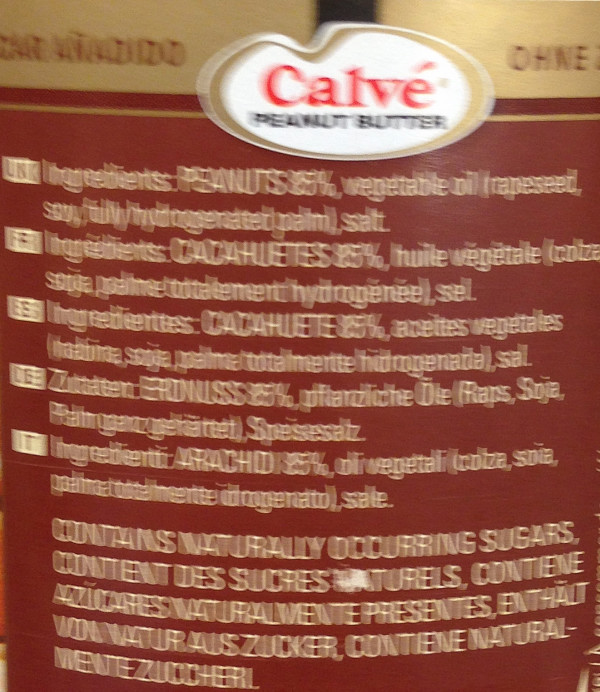 AÑADIDO
OHNE
Calvé
PEANUT BUTTER
UK Ingredients: PEANUTS 85%, vegetable oil (rapeseed,
soy, fully hydrogenated palm), salt.
FR Ingrédients: CACAHUETES 85%, huile végétale (colza
soja, palme totalement hydrogénée), sel.
ES Ingredientes: CACAHUETE 85%, aceites vegetales
(nabina, soja, palma totalmente hidrogenada), sal.
DE Zutaten: ERDNUSS 85%, pflanzliche Öle (Raps, Soja,
Palm ganz gehärtet), Speisesalz.
IT Ingredienti: ARACHIDI 85%, oli vegetali (colza, soia,
palma totalmente idrogenato), sale.
CONTAINS NATURALLY OCCURRING SUGARS,
CONTIENT DES SUCRES NATURELS, CONTIENE
AZÚCARES NATURALMENTE PRESENTES, ENTHÄLT
VON NATUR AUS ZUCKER, CONTIENE NATURAL-
MENTE ZUCCHERI.